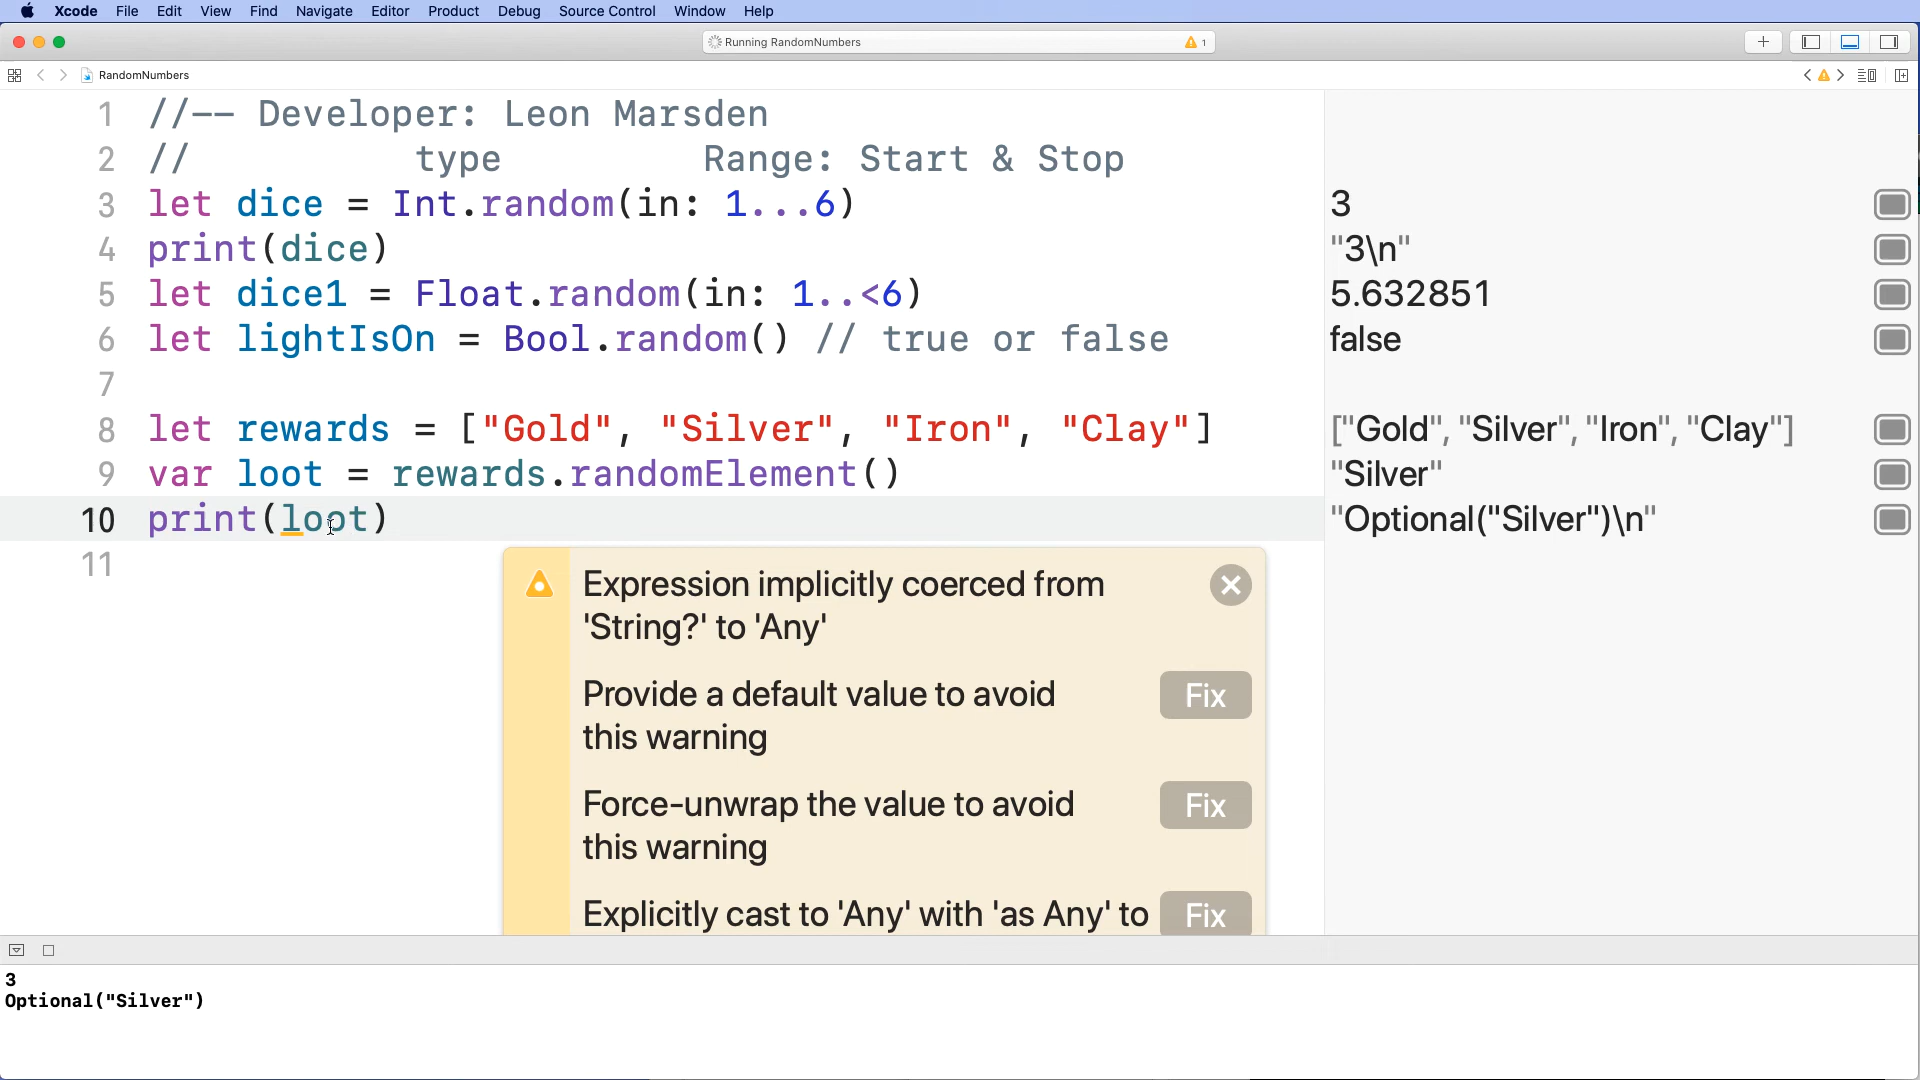 Xcode File Edit View Find Navigate Editor Product Debug Source Control Window Help
Running RandomNumbers 1
RandomNumbers
1 //-- Developer: Leon Marsden
2 // type Range: Start & Stop
3 let dice = Int.random(in: 1...6) 3
4 print(dice) "3\n"
5 let dice1 = Float.random(in: 1..<6) 5.632851
6 let lightIsOn = Bool.random() // true or false false
7
8 let rewards = ["Gold", "Silver", "Iron", "Clay"] ["Gold", "Silver", "Iron", "Clay"]
9 var loot = rewards.randomElement() "Silver"
10 print(loot) "Optional("Silver")\n"
11
Expression implicitly coerced from
'String?' to 'Any'
Provide a default value to avoid
this warning
Fix
Force-unwrap the value to avoid
this warning
Fix
Explicitly cast to 'Any' with 'as Any' to
Fix
3
Optional("Silver")